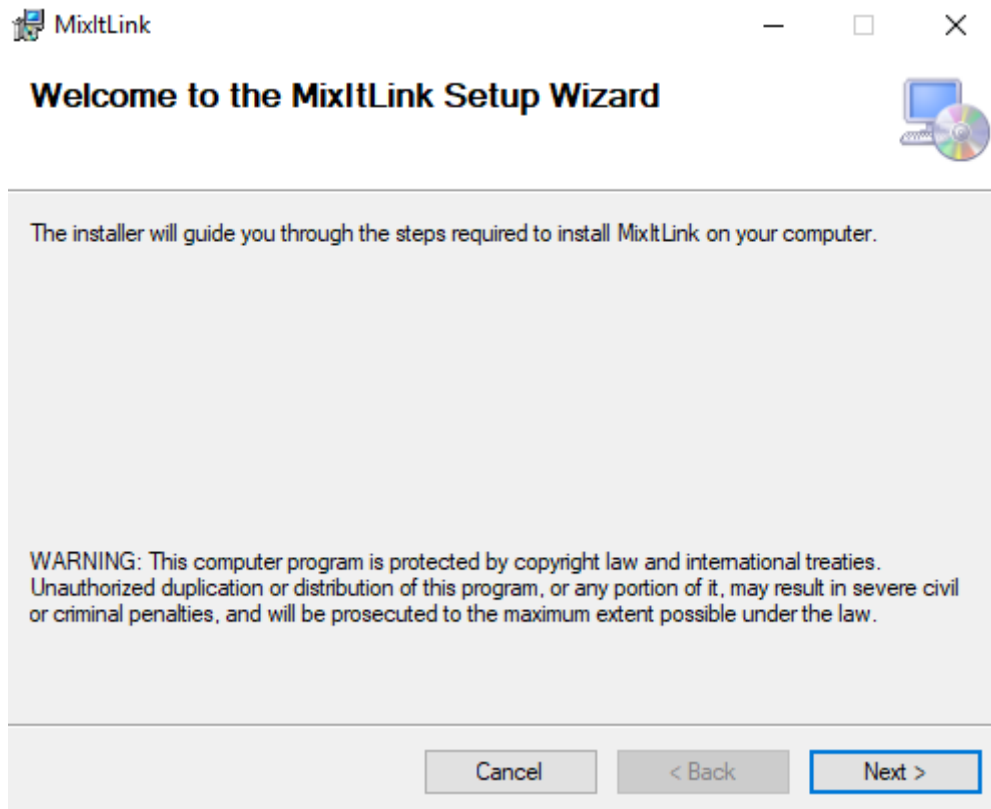 MixItLink
Welcome to the MixItLink Setup Wizard
The installer will guide you through the steps required to install MixItLink on your computer.
WARNING: This computer program is protected by copyright law and international treaties.
Unauthorized duplication or distribution of this program, or any portion of it, may result in severe civil
or criminal penalties, and will be prosecuted to the maximum extent possible under the law.
Cancel
< Back
Next >